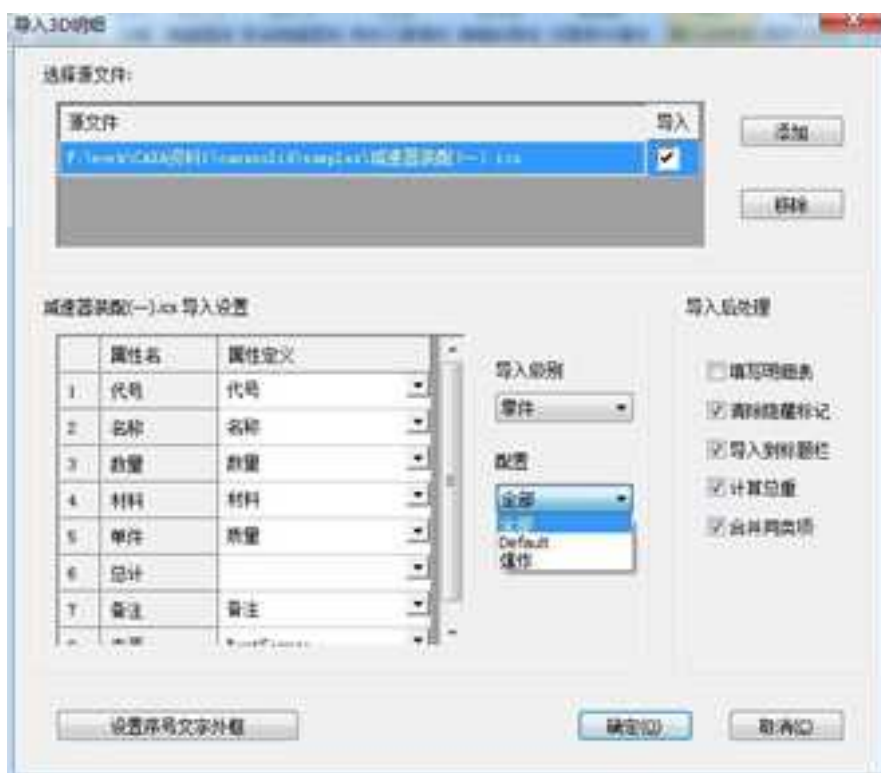 导入3D明细
选择源文件:
源文件 导入
添加
移除
减速器装配(一).ics 导入设置
导入后处理
属性名 属性定义
1 代号 代号
2 名称 名称
3 数量 数量
4 材料 材料
5 单件 质量
6 总计
7 备注 备注
导入级别
零件
配置
全部
全部
Default
爆炸
填写明细表
清除隐藏标记
导入到标题栏
计算总重
合并同类项
设置序号文字外框
确定(O)
取消(C)